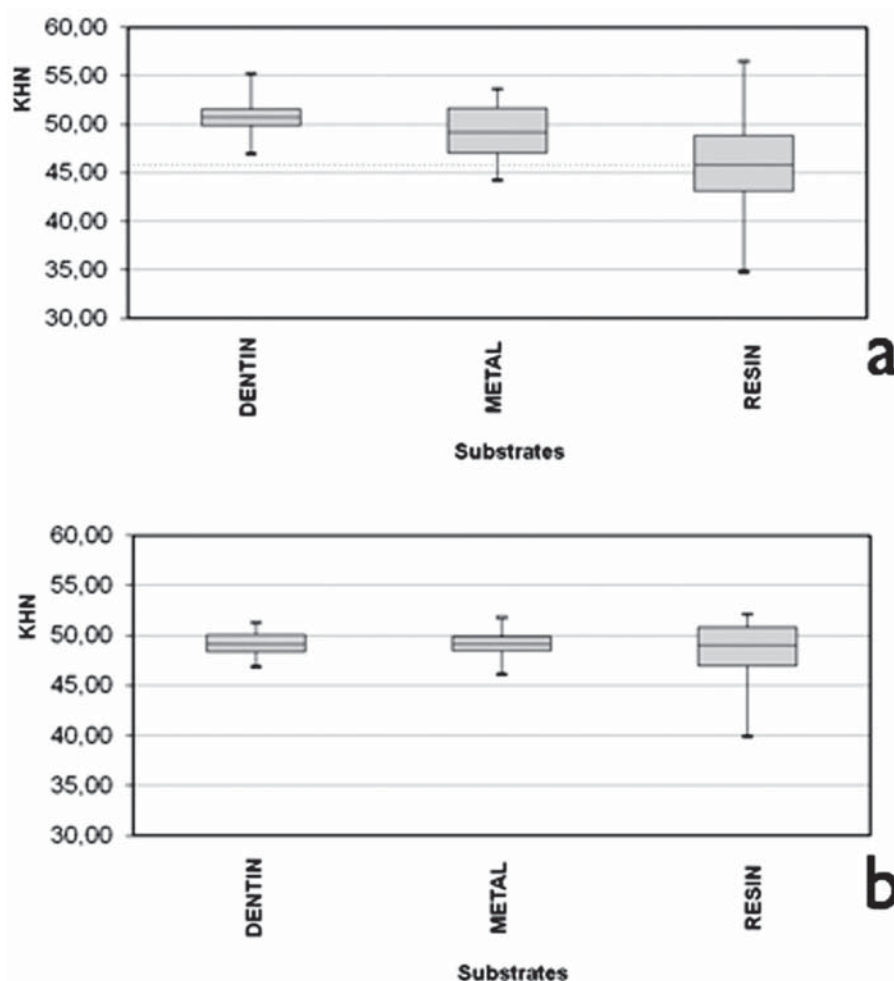 60,00
55,00
50,00
45,00
40,00
35,00
30,00
KHN
DENTIN
METAL
RESIN
Substrates
a
60,00
55,00
50,00
45,00
40,00
35,00
30,00
KHN
DENTIN
METAL
RESIN
Substrates
b